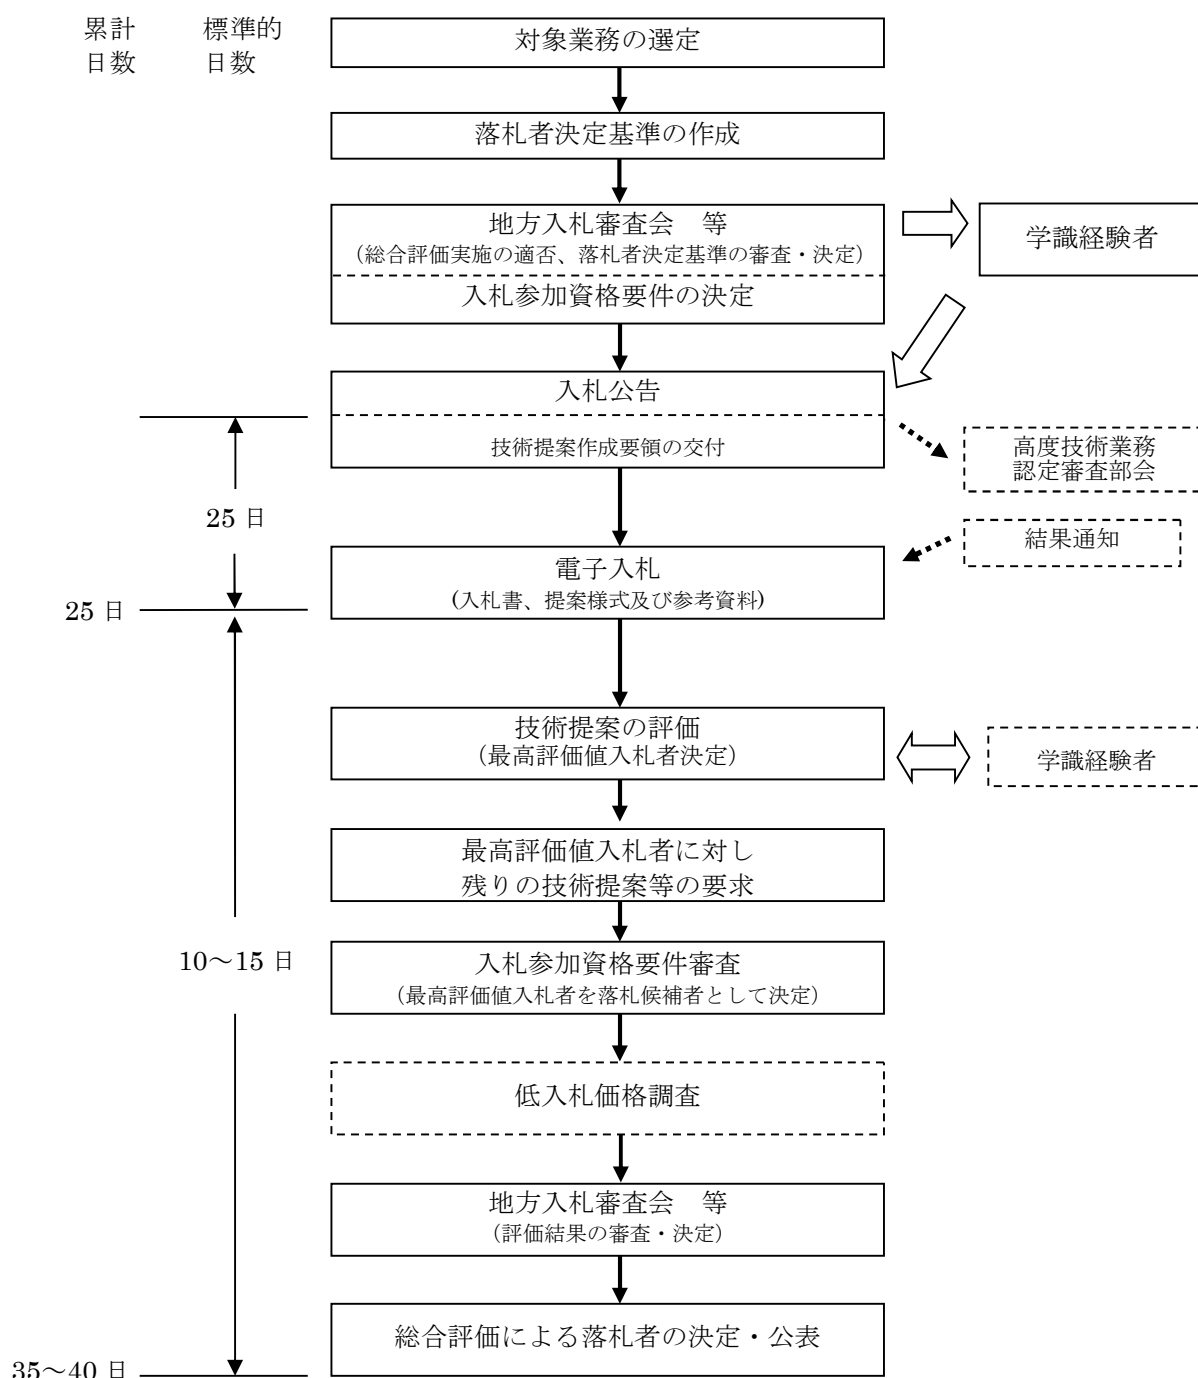 累計
日数
標準的
日数
対象業務の選定
落札者決定基準の作成
地方入札審査会　等
（総合評価実施の適否、落札者決定基準の審査・決定）
入札参加資格要件の決定
学識経験者
入札公告
技術提案作成要領の交付
高度技術業務
認定審査部会
25 日
結果通知
電子入札
(入札書、提案様式及び参考資料)
25 日
技術提案の評価
（最高評価値入札者決定）
学識経験者
最高評価値入札者に対し
残りの技術提案等の要求
10～15 日
入札参加資格要件審査
（最高評価値入札者を落札候補者として決定）
低入札価格調査
地方入札審査会　等
（評価結果の審査・決定）
総合評価による落札者の決定・公表
35～40 日